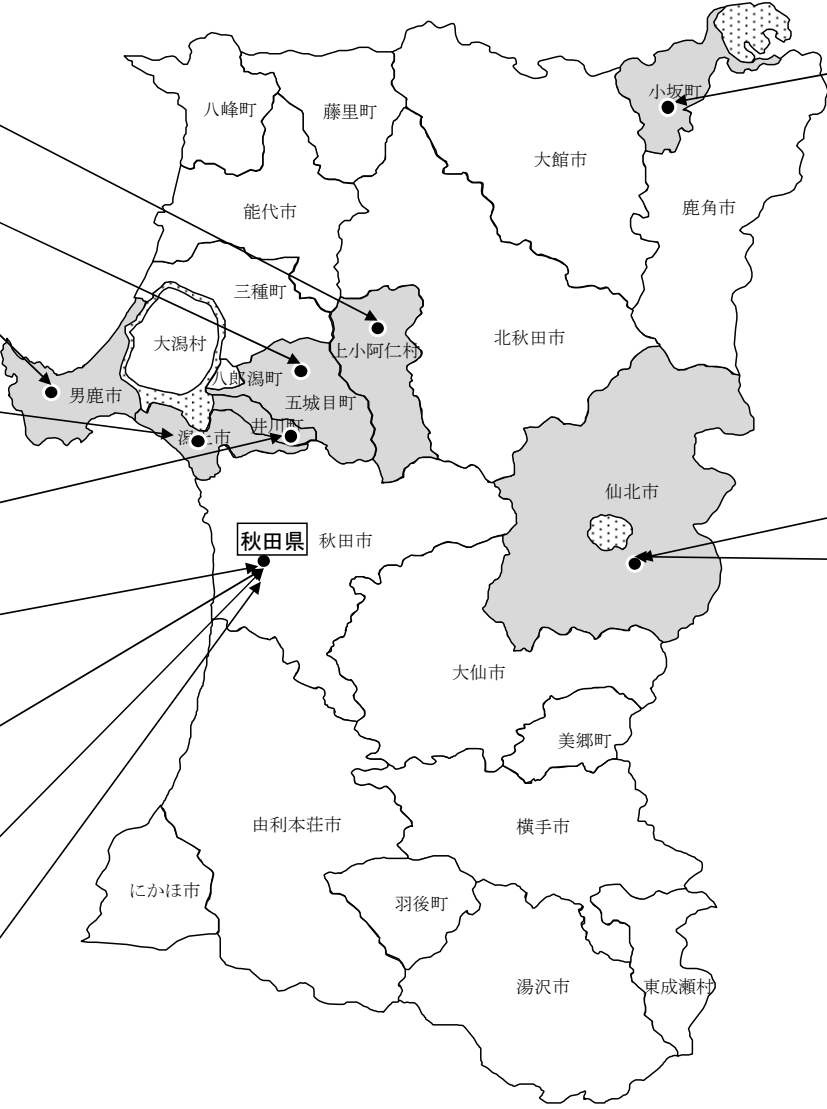 小坂町
八峰町
藤里町
大館市
鹿角市
能代市
三種町
北秋田市
大潟村
上小阿仁村
八郎潟町
男鹿市
五城目町
井川町
潟上市
仙北市
秋田県
秋田市
大仙市
美郷町
由利本荘市
横手市
にかほ市
羽後町
湯沢市
東成瀬村